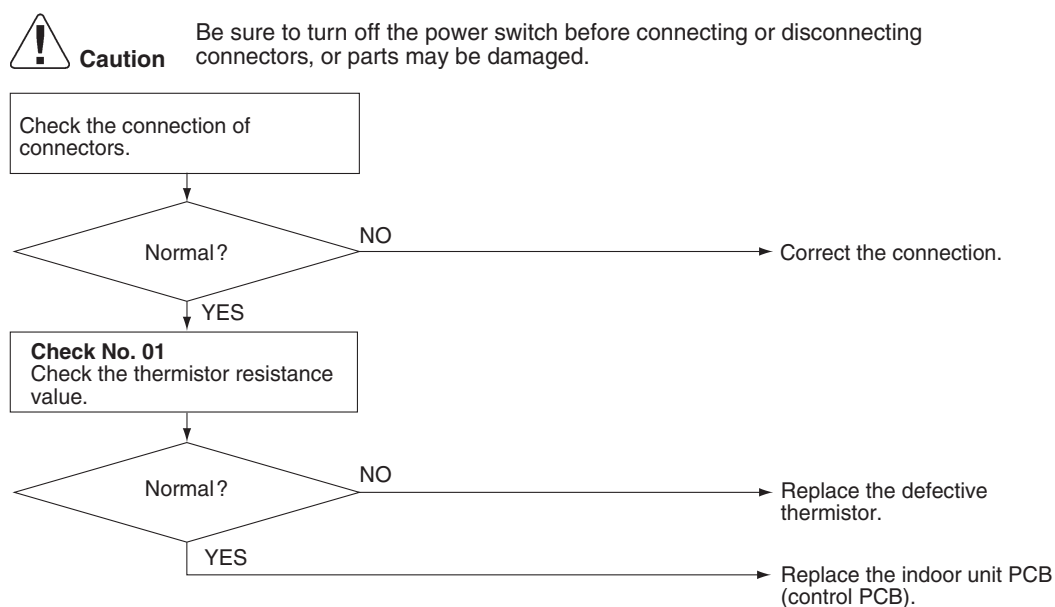 Be sure to turn off the power switch before connecting or disconnecting
Caution connectors, or parts may be damaged.
Check the connection of
connectors.
Normal?
NO
Correct the connection.
YES
Check No. 01
Check the thermistor resistance
value.
Normal?
NO
Replace the defective
thermistor.
YES
Replace the indoor unit PCB
(control PCB).